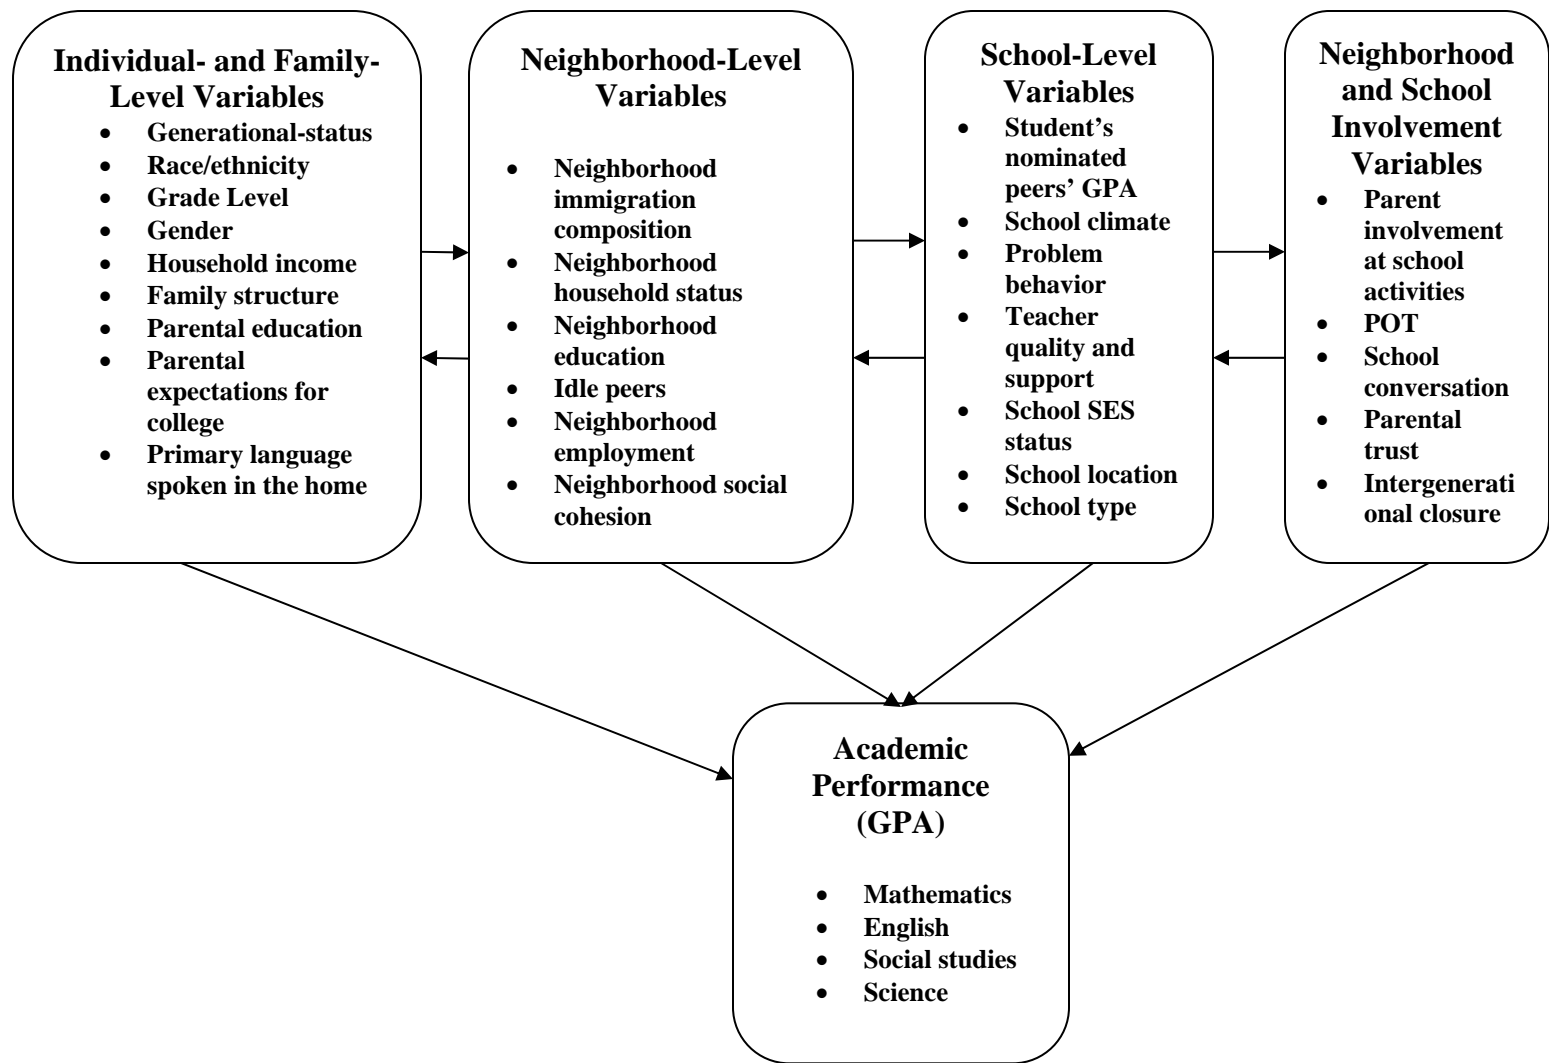 Individual- and Family-
Level Variables
• Generational-status
• Race/ethnicity
• Grade Level
• Gender
• Household income
• Family structure
• Parental education
• Parental
expectations for
college
• Primary language
spoken in the home
Neighborhood-Level
Variables
• Neighborhood
immigration
composition
• Neighborhood
household status
• Neighborhood
education
• Idle peers
• Neighborhood
employment
• Neighborhood social
cohesion
School-Level
Variables
• Student’s
nominated
peers’ GPA
• School climate
• Problem
behavior
• Teacher
quality and
support
• School SES
status
• School location
• School type
Neighborhood
and School
Involvement
Variables
• Parent
involvement
at school
activities
• POT
• School
conversation
• Parental
trust
• Intergenerati
onal closure
Academic
Performance
(GPA)
• Mathematics
• English
• Social studies
• Science